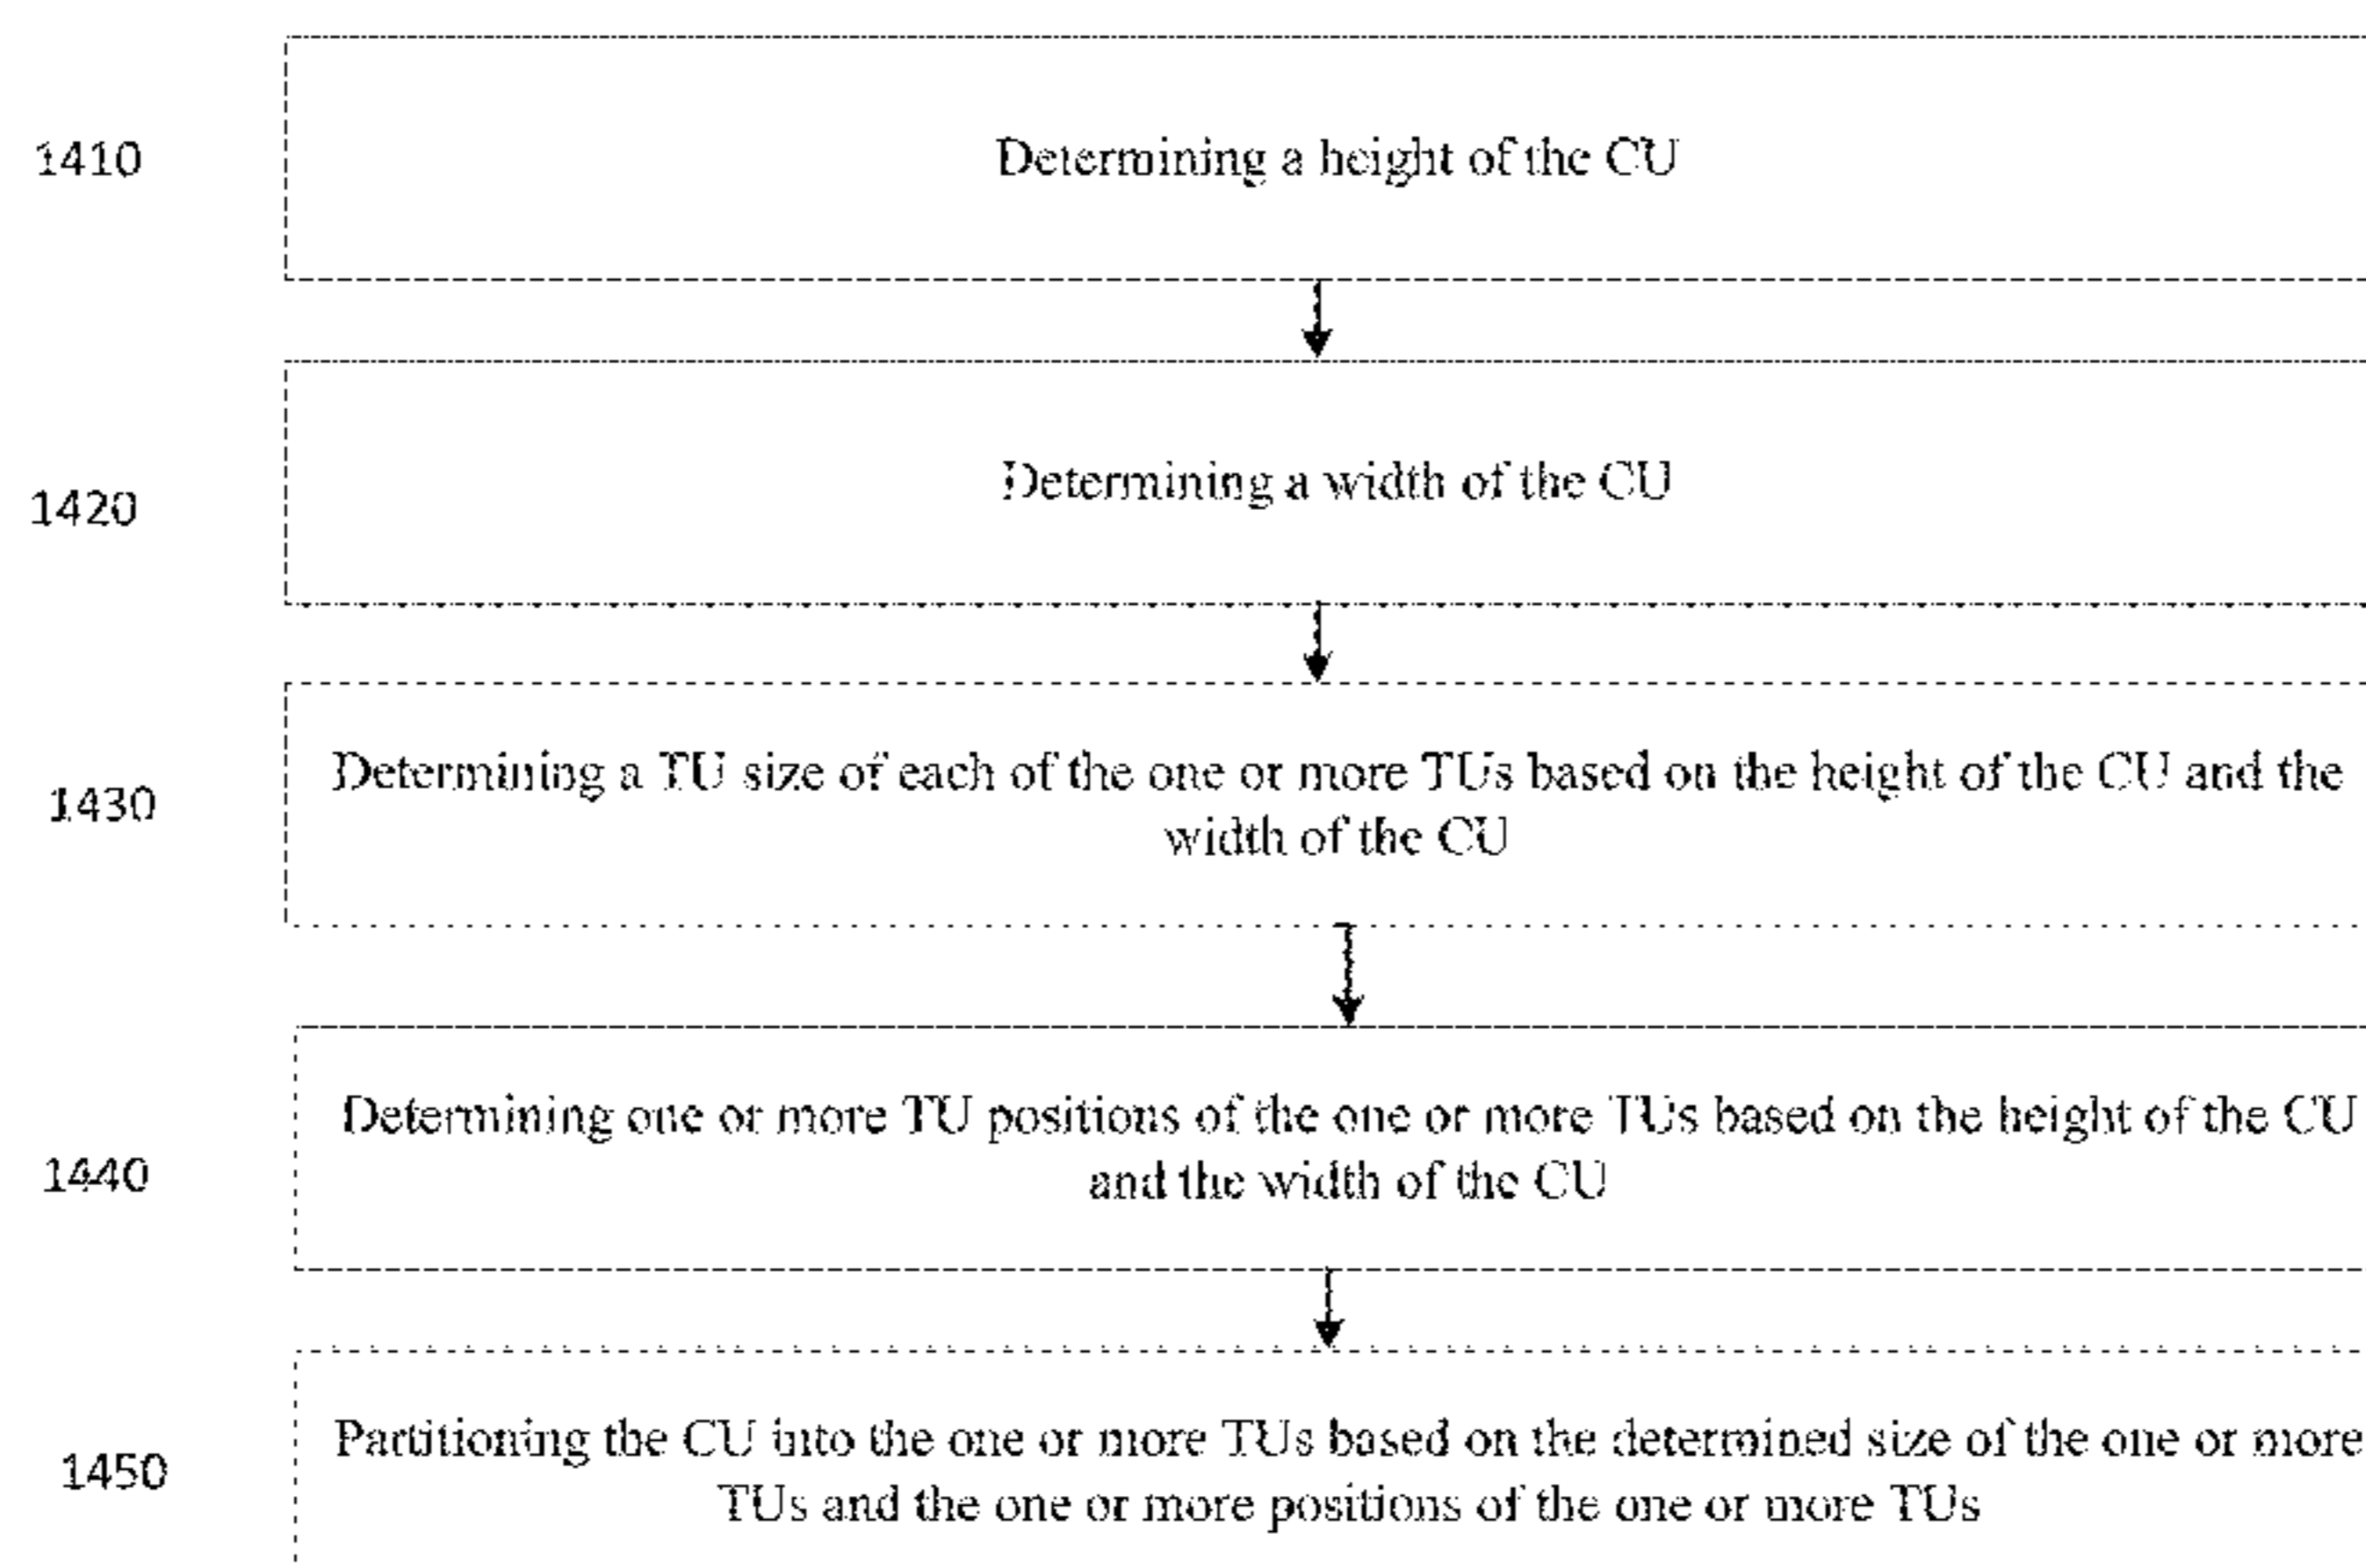 1410
Determining a height of the CU
1420
Determining a width of the CU
1430
Determining a TU size of each of the one or more TUs based on the height of the CU and the
width of the CU
1440
Determining one or more TU positions of the one or more TUs based on the height of the CU
and the width of the CU
1450
Partitioning the CU into the one or more TUs based on the determined size of the one or more
TUs and the one or more positions of the one or more TUs